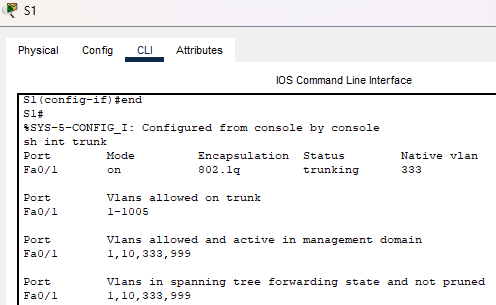 S1
Physical Config CLI Attributes
IOS Command Line Interface
S1(config-if)#end
S1#
%SYS-5-CONFIG_I: Configured from console by console
sh int trunk
Port Mode Encapsulation Status Native vlan
Fa0/1 on 802.1q trunking 333
Port Vlans allowed on trunk
Fa0/1 1-1005
Port Vlans allowed and active in management domain
Fa0/1 1,10,333,999
Port Vlans in spanning tree forwarding state and not pruned
Fa0/1 1,10,333,999